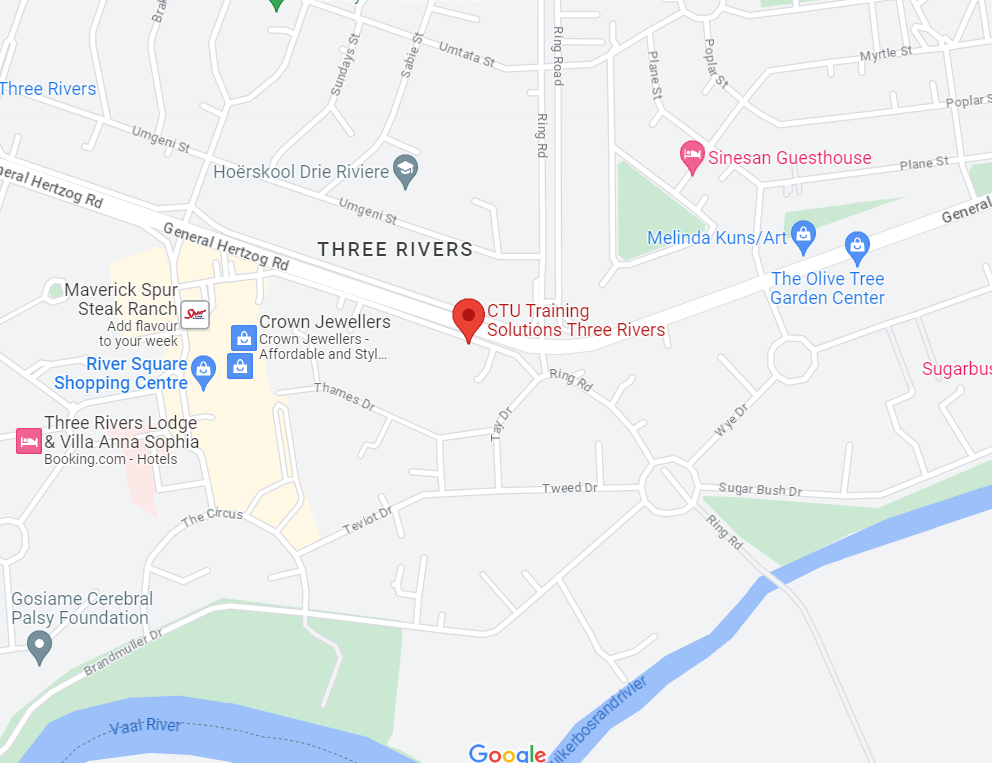 Umtata St
Sundays St
Sabie St
Ring Road
Plane St
Poplar St
Myrtle St
Three Rivers
Poplar S
Umgeni St
Ring Rd
Hoërskool Drie Riviere
Sinesan Guesthouse
Plane St
neral Hertzog Rd
Umgeni St
General
General Hertzog Rd
THREE RIVERS
Melinda Kuns/Art
The Olive Tree
Garden Center
Maverick Spur
Steak Ranch
Add flavour
to your week
Spur
CTU Training
Solutions Three Rivers
Crown Jewellers
Crown Jewellers -
Affordable and Styl...
River Square
Shopping Centre
Ring Rd
Sugarbus
Thames Dr
Tay Dr
Wye Dr
Three Rivers Lodge
& Villa Anna Sophia
Booking.com - Hotels
Tweed Dr
Sugar Bush Dr
The Circus
Teviot Dr
Ring Rd
Gosiame Cerebral
Palsy Foundation
Brandmuller Dr
Vaal River
uikerbosrandrivier
Google